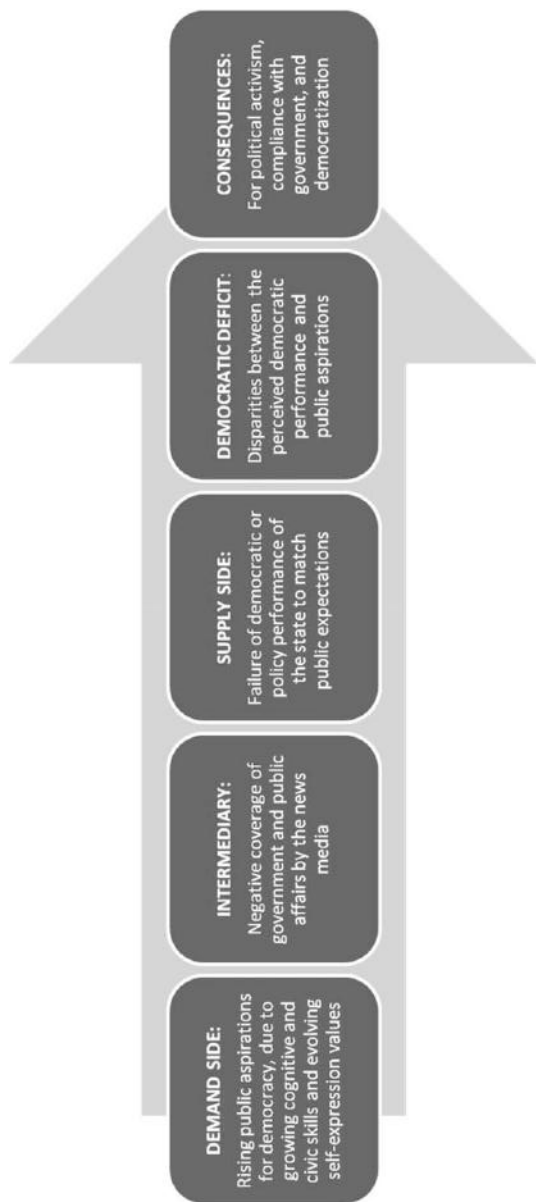 DEMAND SIDE:
Rising public aspirations
for democracy, due to
growing cognitive and
civic skills and evolving
self-expression values
INTERMEDIARY:
Negative coverage of
government and public
affairs by the news
media
SUPPLY SIDE:
Failure of democratic or
policy performance of
the state to match
public expectations
DEMOCRATIC DEFICIT:
Disparities between the
perceived democratic
performance and
public aspirations
CONSEQUENCES:
For political activism,
compliance with
government, and
democratization